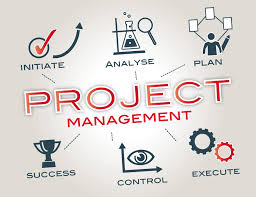 INITIATE
ANALYSE
PLAN
PROJECT
MANAGEMENT
SUCCESS
CONTROL
EXECUTE